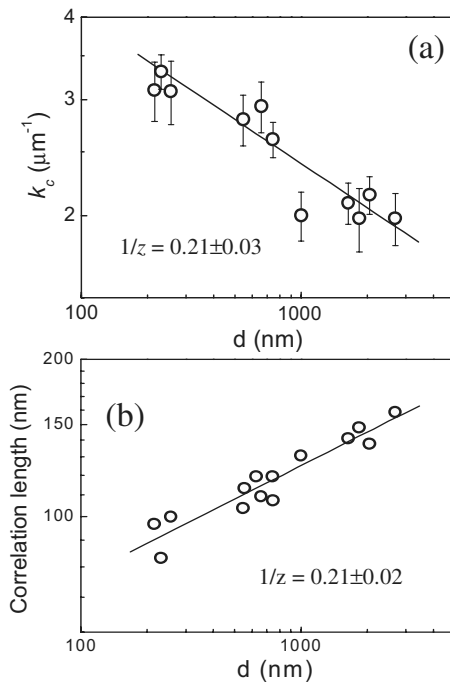 (a)
3
2
k_c (μm⁻¹)
1/z = 0.21±0.03
100
1000
d (nm)
200
150
100
Correlation length (nm)
(b)
1/z = 0.21±0.02
100
1000
d (nm)